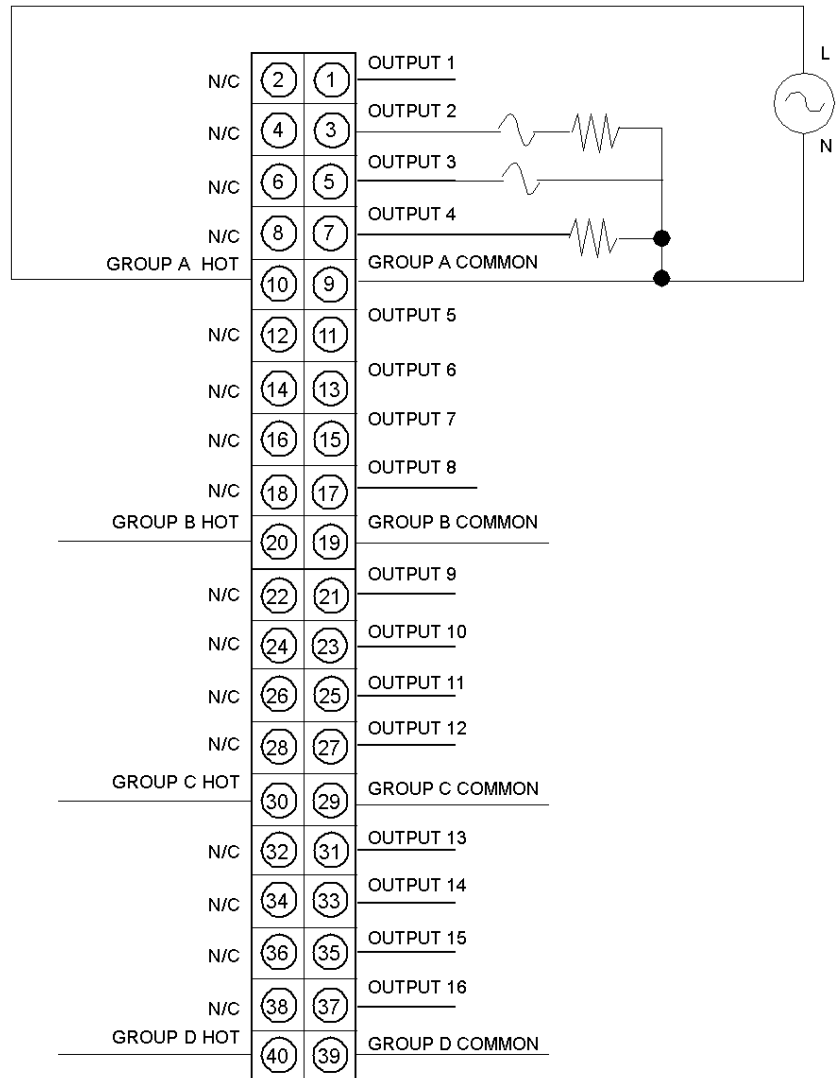 L
N
N/C 2 1 OUTPUT 1
N/C 4 3 OUTPUT 2
N/C 6 5 OUTPUT 3
N/C 8 7 OUTPUT 4
GROUP A HOT 10 9 GROUP A COMMON
N/C 12 11 OUTPUT 5
N/C 14 13 OUTPUT 6
N/C 16 15 OUTPUT 7
N/C 18 17 OUTPUT 8
GROUP B HOT 20 19 GROUP B COMMON
N/C 22 21 OUTPUT 9
N/C 24 23 OUTPUT 10
N/C 26 25 OUTPUT 11
N/C 28 27 OUTPUT 12
GROUP C HOT 30 29 GROUP C COMMON
N/C 32 31 OUTPUT 13
N/C 34 33 OUTPUT 14
N/C 36 35 OUTPUT 15
N/C 38 37 OUTPUT 16
GROUP D HOT 40 39 GROUP D COMMON